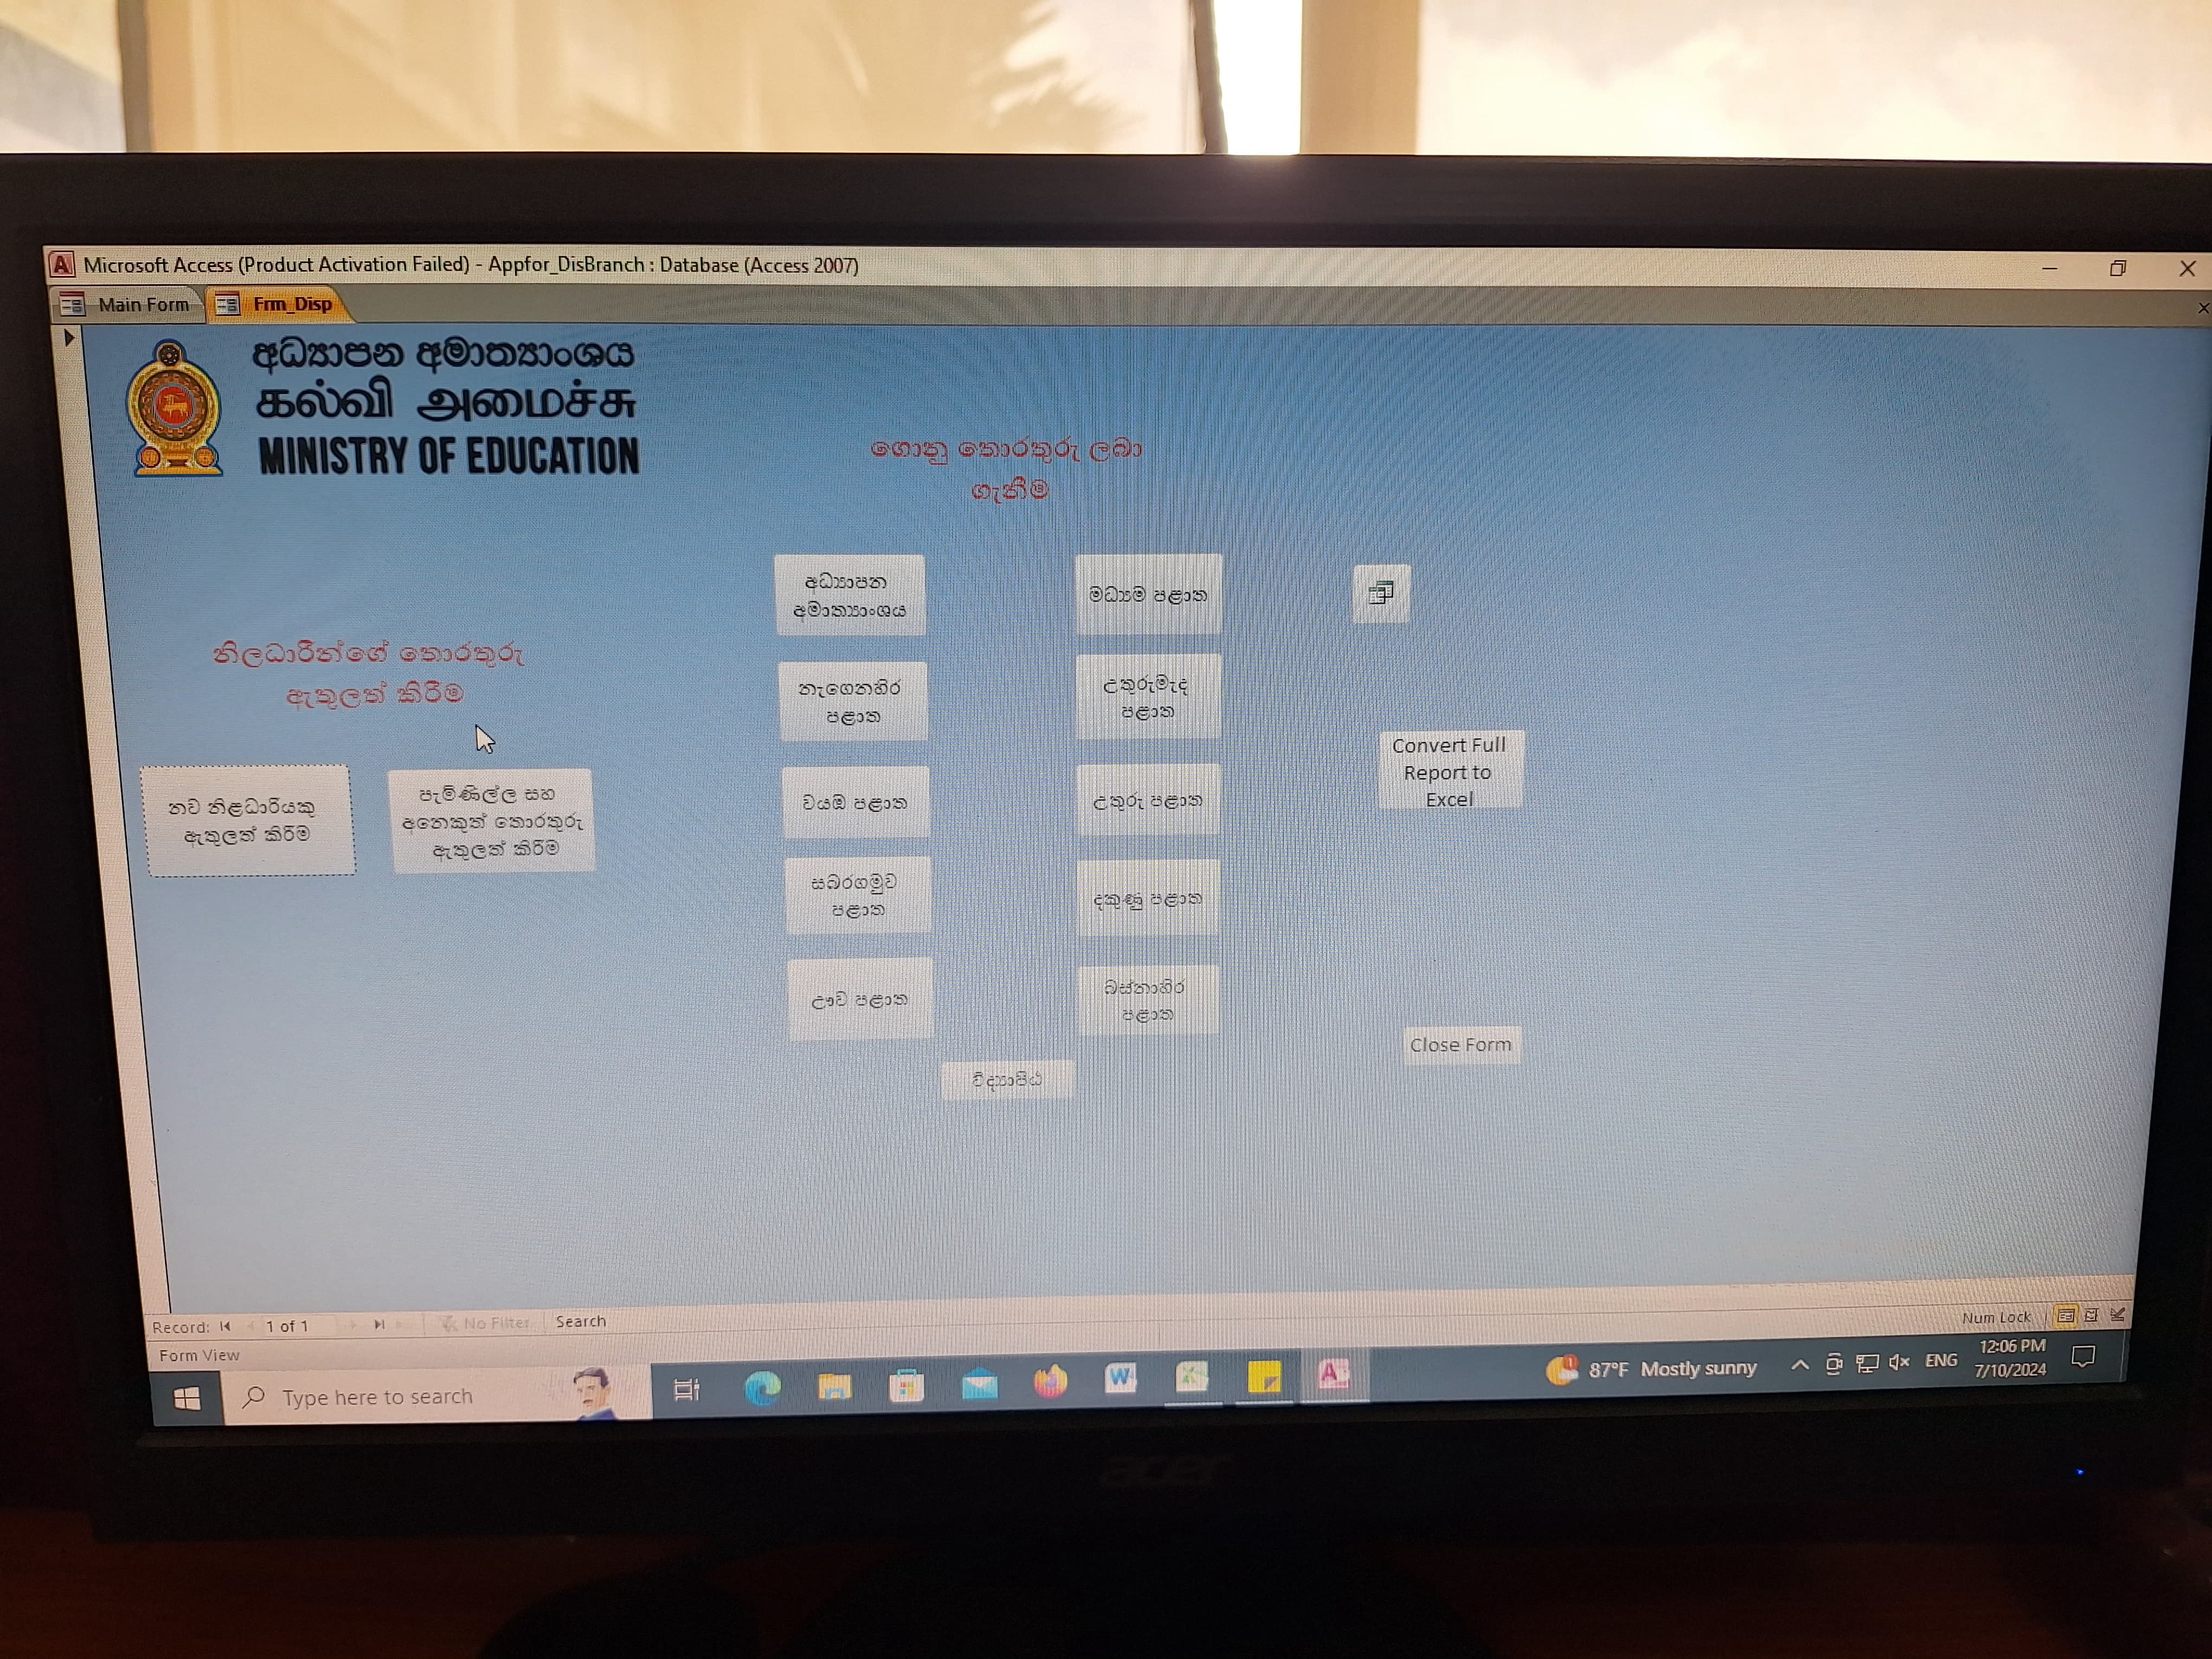 Microsoft Access (Product Activation Failed) - Appfor_DisBranch : Database (Access 2007)
Main Form
Frm_Disp
අධ්‍යාපන අමාත්‍යාංශය
கல்வி அமைச்சு
MINISTRY OF EDUCATION
ගොනු තොරතුරු ලබා
ගැනීම
නිලධාරීන්ගේ තොරතුරු
ඇතුලත් කිරීම
නව නිළධාරියකු
ඇතුලත් කිරීම
පැමිණිල්ල සහ
අනෙකුත් තොරතුරු
ඇතුලත් කිරීම
අධ්‍යාපන
අමාත්‍යාංශය
මධ්‍යම පළාත
නැගෙනහිර
පළාත
උතුරුමැද
පළාත
වයඹ පළාත
උතුරු පළාත
සබරගමුව
පළාත
දකුණු පළාත
ඌව පළාත
බස්නාහිර
පළාත
විද්‍යාපීඨ
Convert Full
Report to
Excel
Close Form
Record: 1 of 1 No Filter Search
Num Lock
Form View
Type here to search
87°F Mostly sunny
ENG
12:06 PM
7/10/2024
acer